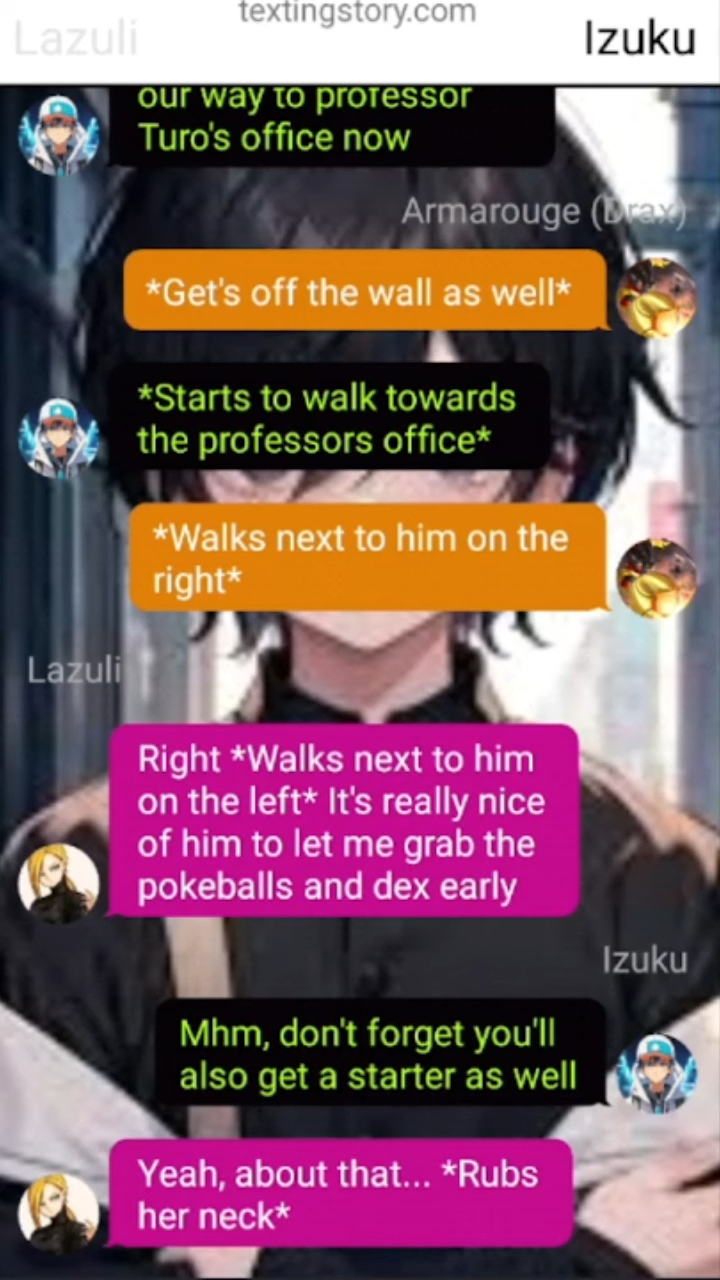 textingstory.com
Lazuli
Izuku
our way to professor
Turo's office now
Armarouge (Drax)
*Get's off the wall as well*
*Starts to walk towards
the professors office*
*Walks next to him on the
right*
Lazuli
Right *Walks next to him
on the left* It's really nice
of him to let me grab the
pokeballs and dex early
Izuku
Mhm, don't forget you'll
also get a starter as well
Yeah, about that... *Rubs
her neck*